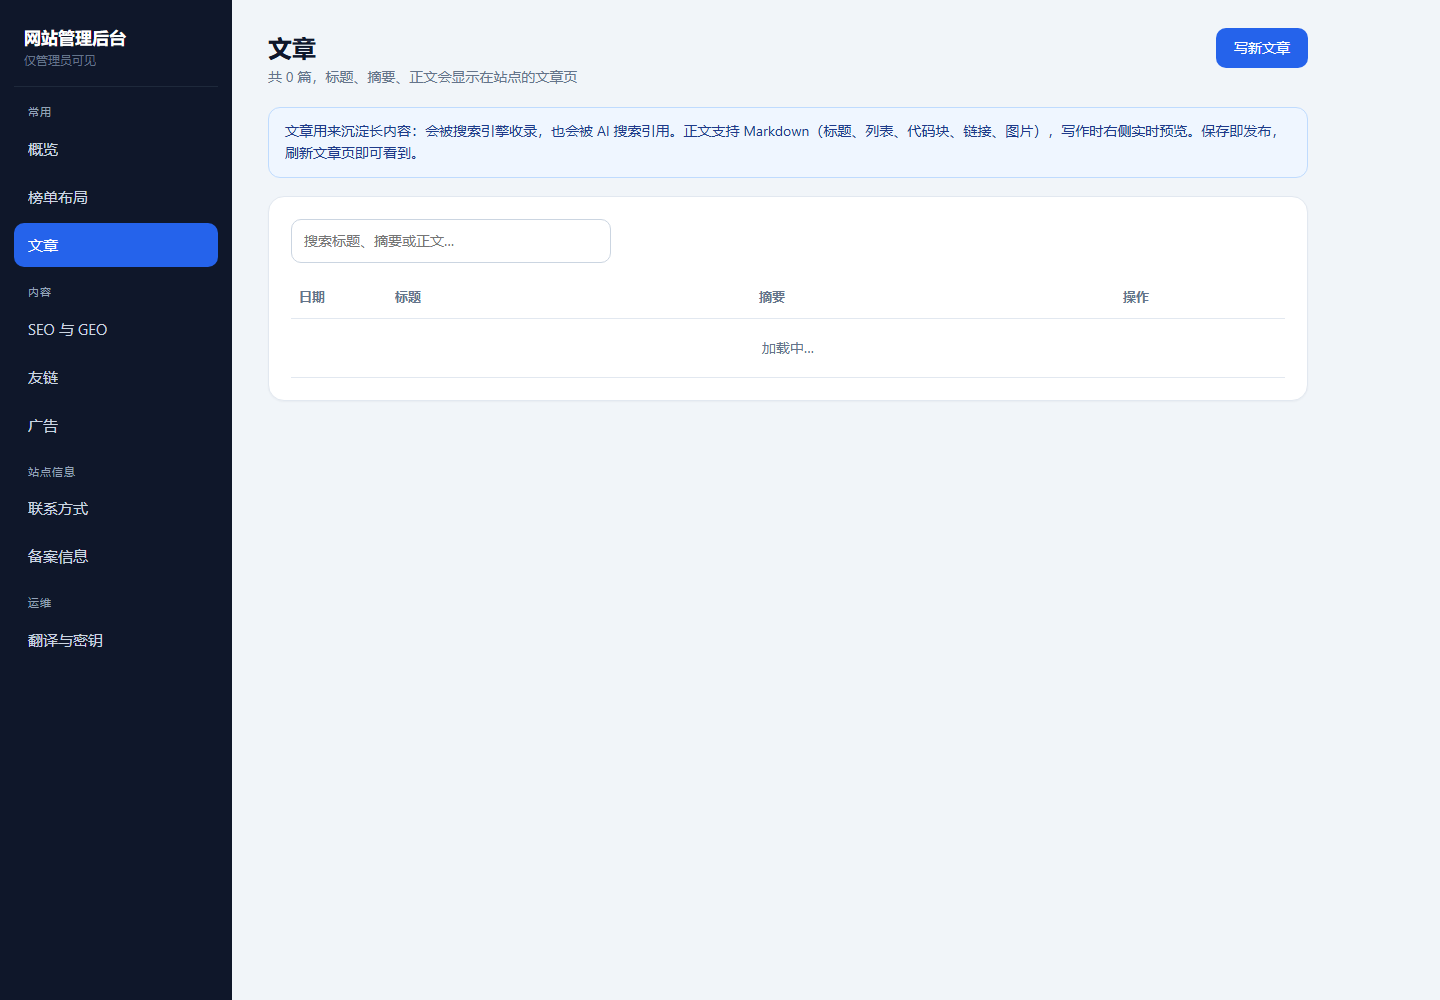 网站管理后台
仅管理员可见
常用
概览
榜单布局
文章
内容
SEO 与 GEO
友链
广告
站点信息
联系方式
备案信息
运维
翻译与密钥
文章
共 0 篇，标题、摘要、正文会显示在站点的文章页
写新文章
文章用来沉淀长内容：会被搜索引擎收录，也会被 AI 搜索引用。正文支持 Markdown（标题、列表、代码块、链接、图片），写作时右侧实时预览。保存即发布，
刷新文章页即可看到。
搜索标题、摘要或正文...
日期 标题 摘要 操作
加载中...